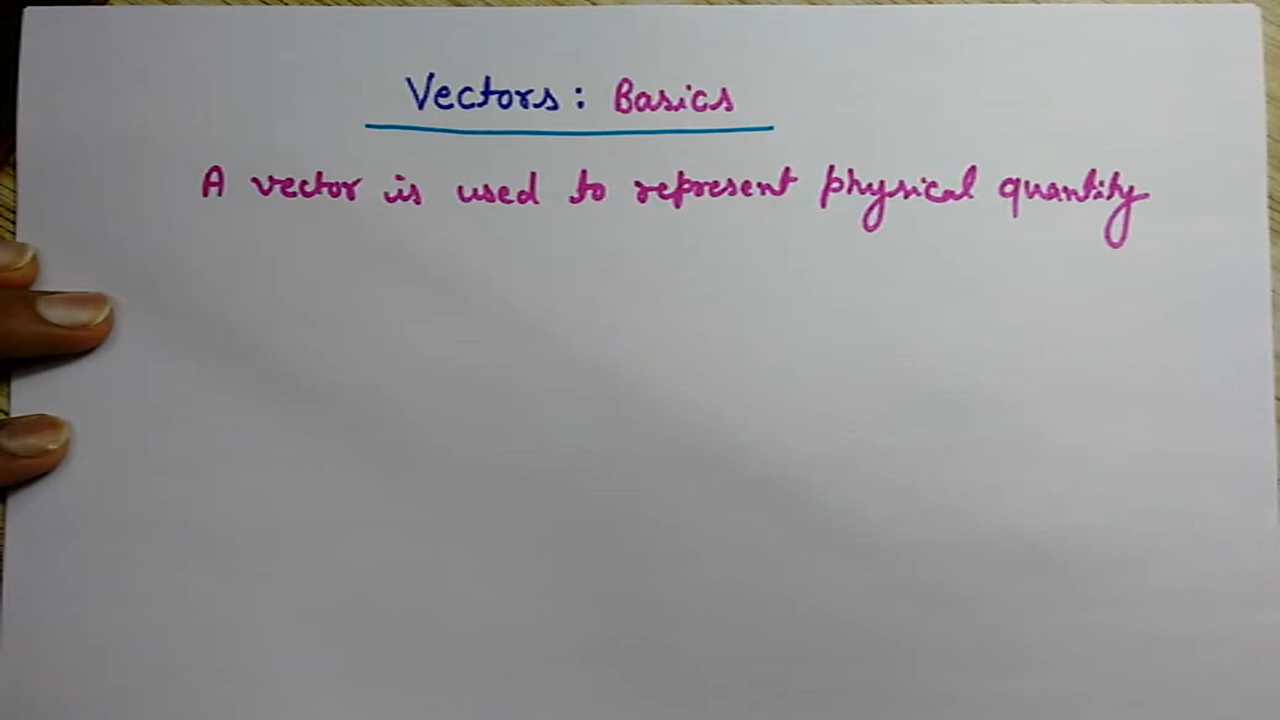 Vectors: Basics
A vector is used to represent physical quantity